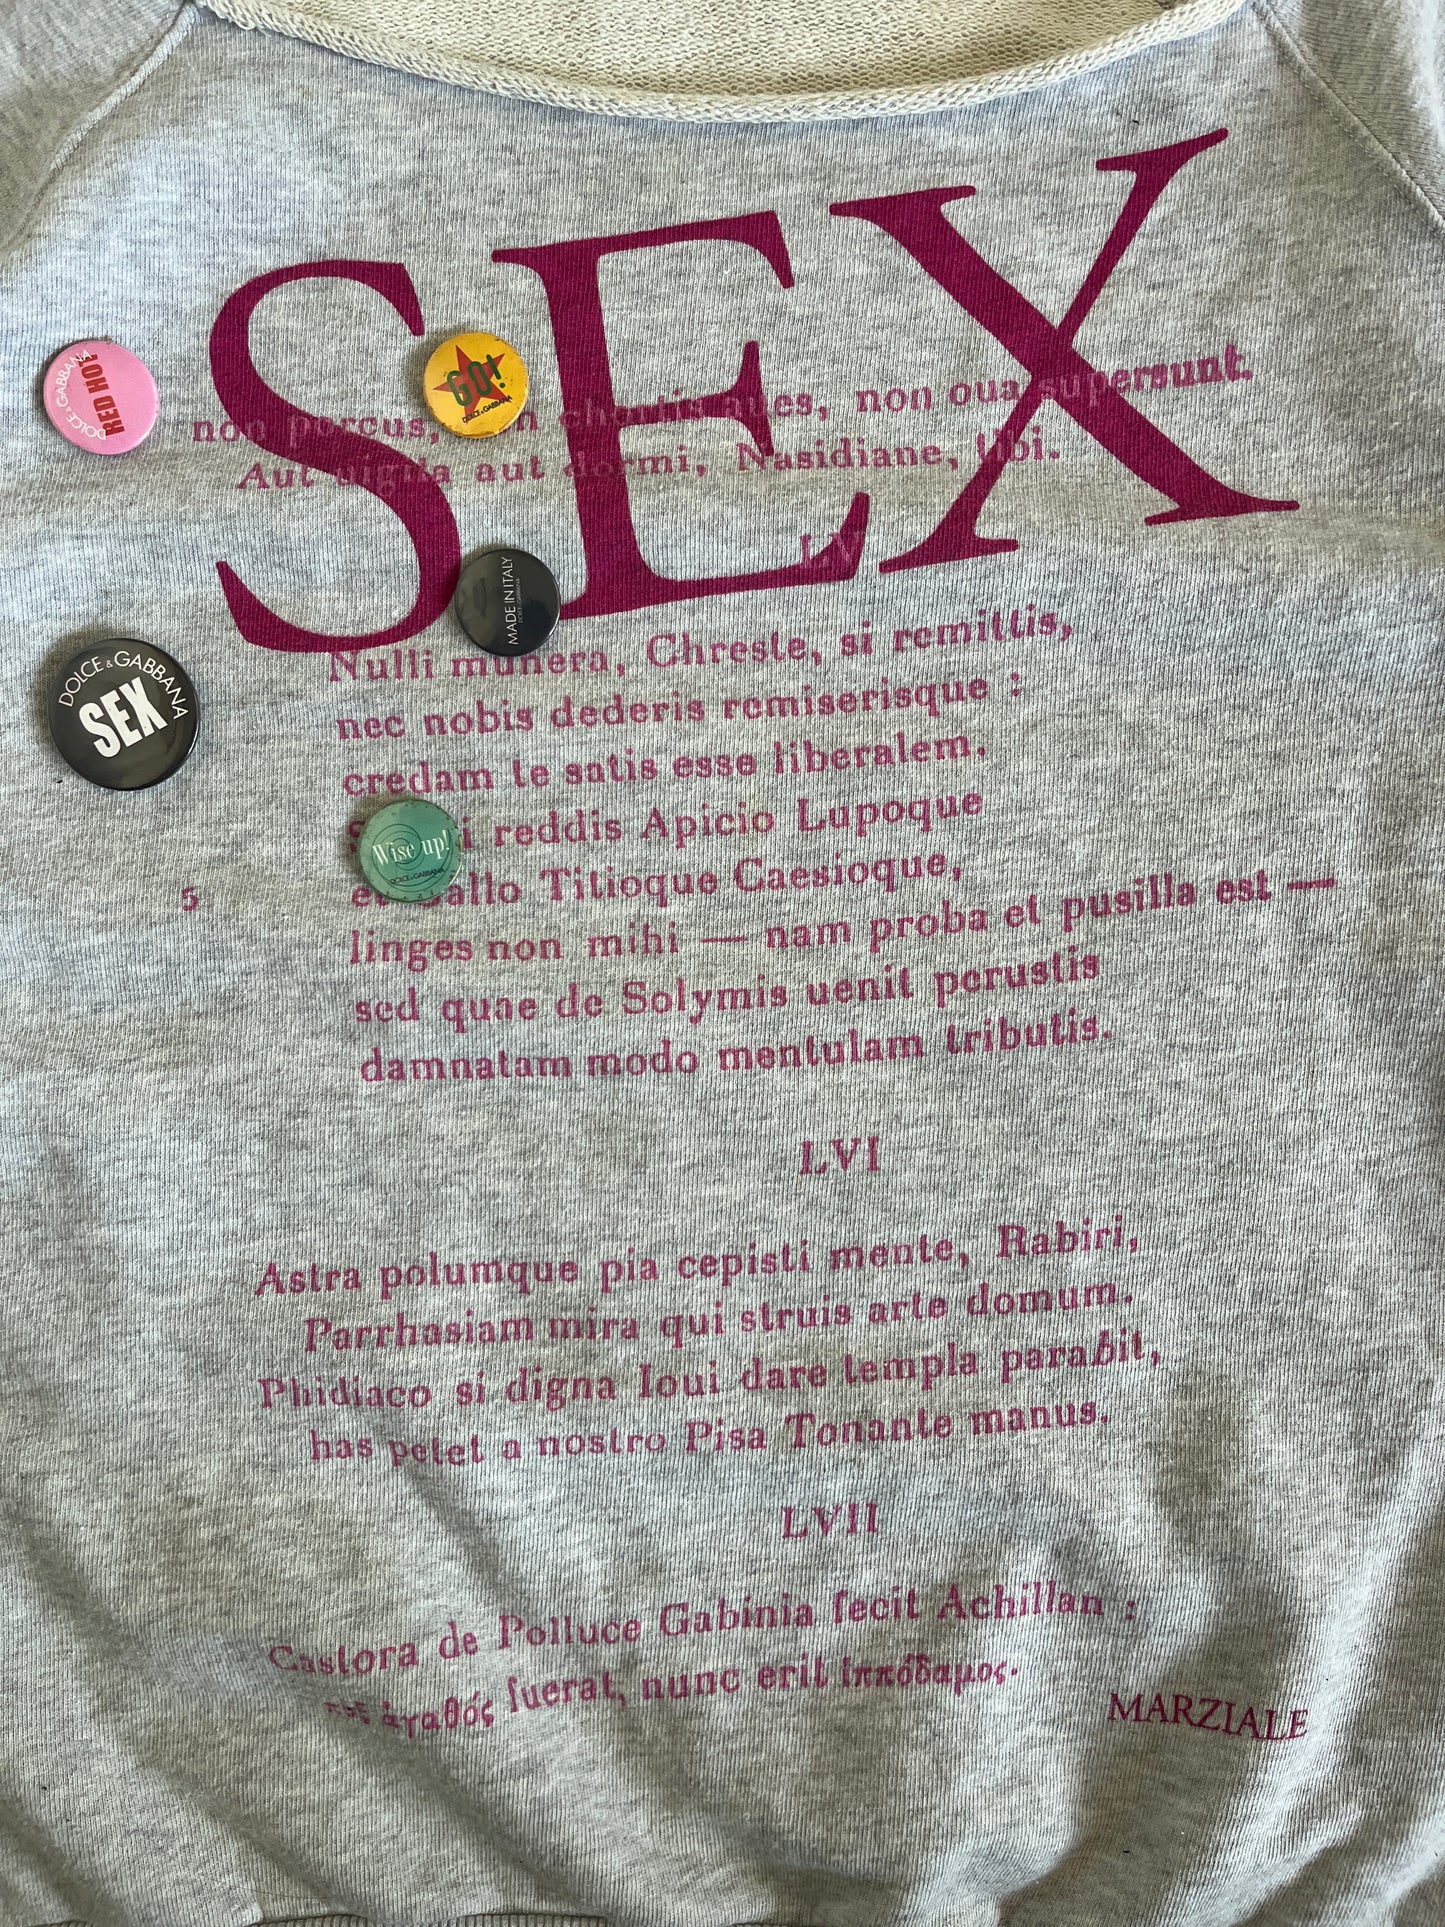 SEX
DOLCE & GABBANA
RED HOT
GO!
DOLCE & GABBANA
non porcus, aues, non oua supersunt.
Aut uigila aut dormi, Nasidiane, tibi.
LV
MADE IN ITALY
DOLCE & GABBANA
Nulli munera, Chreste, si remittis,
nec nobis dederis remiserisque :
credam te satis esse liberalem.
DOLCE & GABBANA
SEX
reddis Apicio Lupoque
Wise up!
DOLCE & GABBANA
5
Titioque Caesioque,
linges non mihi — nam proba et pusilla est —
sed quae de Solymis uenit perustis
damnatam modo mentulam tributis.
LVI
Astra polumque pia cepisti mente, Rabiri,
Parrhasiam mira qui struis arte domum.
Phidiaco si digna Ioui dare templa parabit,
has petet a nostro Pisa Tonante manus.
LVII
Castora de Polluce Gabinia fecit Achillan :
ἀγαθός fuerat, nunc erit ἱππόδαμος.
MARZIALE